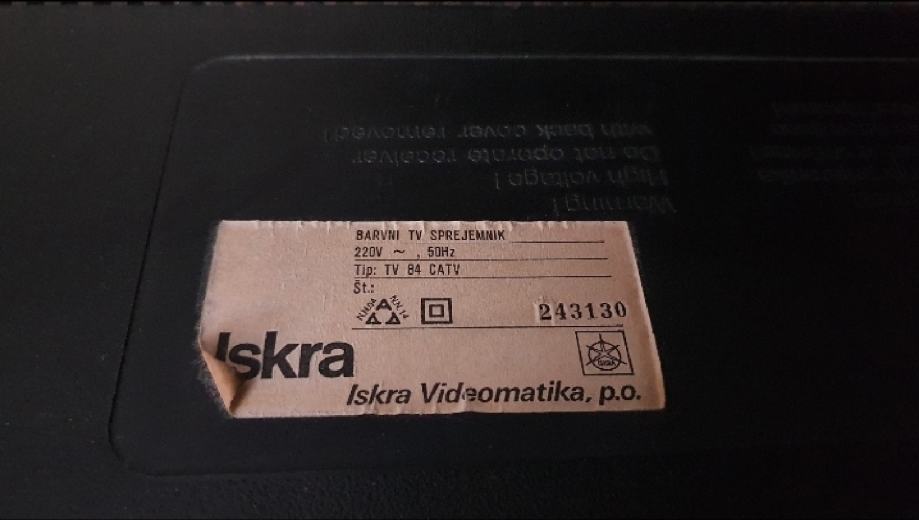 Warning!
High voltage!
Do not operate receiver
with back cover removed!
BARVNI TV SPREJEMNIK
220V ~ , 50Hz
Tip: TV 84 CATV
Št.:
243130
Iskra
Iskra Videomatika, p.o.